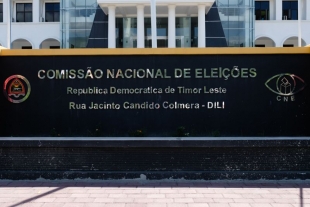 COMISSÃO NACIONAL DE ELEIÇÕES
Republica Democratica de Timor Leste
Rua Jacinto Candido Colmera - DILI
CNE